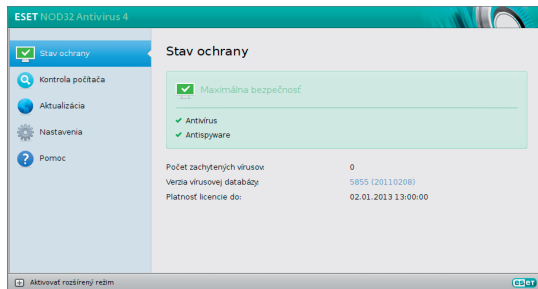 ESET NOD32 Antivirus 4
Stav ochrany
Kontrola počítača
Aktualizácia
Nastavenia
Pomoc
Stav ochrany
Maximálna bezpečnosť
Antivírus
Antispyware
Počet zachytených vírusov: 0
Verzia vírusovej databázy: 5855 (20110208)
Platnosť licencie do: 02.01.2013 13:00:00
Aktivovať rozšírený režim
eseT